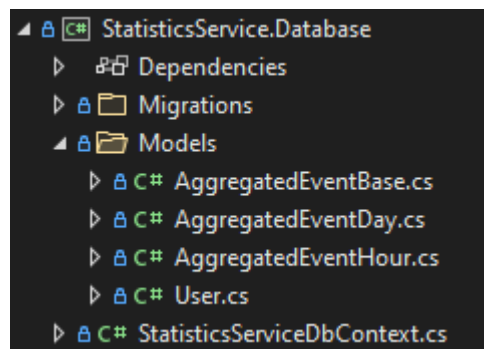 C# StatisticsService.Database
Dependencies
Migrations
Models
C# AggregatedEventBase.cs
C# AggregatedEventDay.cs
C# AggregatedEventHour.cs
C# User.cs
C# StatisticsServiceDbContext.cs